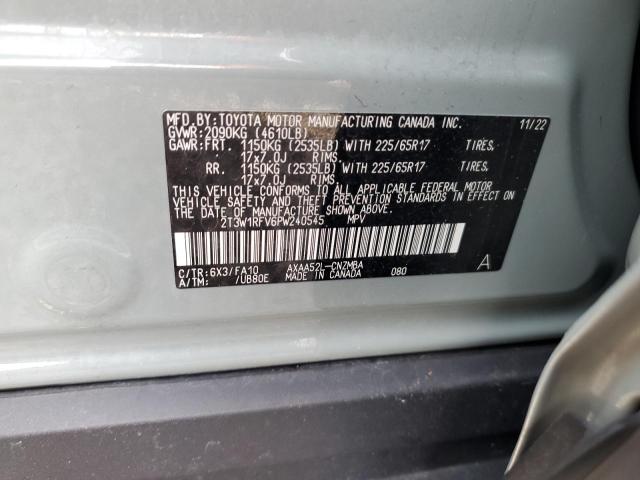 MFD.BY:TOYOTA MOTOR MANUFACTURING CANADA INC. 11/22
GVWR:2090KG (4610LB)
GAWR:FRT. 1150KG (2535LB) WITH 225/65R17 TIRES.
17x7.0J RIMS.
RR. 1150KG (2535LB) WITH 225/65R17 TIRES.
17x7.0J RIMS.
THIS VEHICLE CONFORMS TO ALL APPLICABLE FEDERAL MOTOR
VEHICLE SAFETY AND THEFT PREVENTION STANDARDS IN EFFECT ON
THE DATE OF MANUFACTURE SHOWN ABOVE.
2T3W1RFV6PW240545 MPV
C/TR:6X3/FA10 AXAA52L-CNZMBA 080 A
A/TM: /UB80E MADE IN CANADA